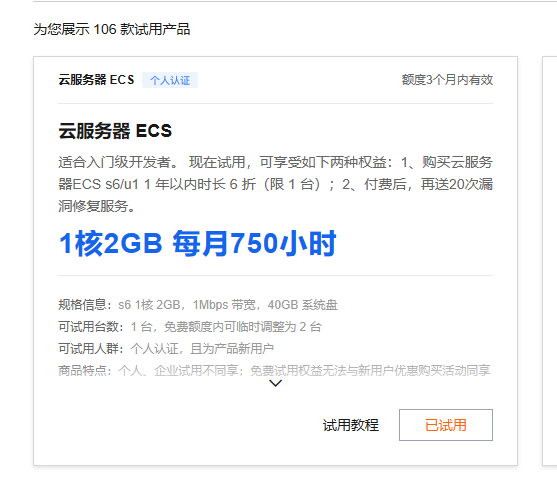 为您展示 106 款试用产品
云服务器 ECS 个人认证 额度3个月内有效
云服务器 ECS
适合入门级开发者。 现在试用，可享受如下两种权益：1、购买云服务
器ECS s6/u1 1 年以内时长 6 折（限 1 台）；2、付费后，再送20次漏
洞修复服务。
1核2GB 每月750小时
规格信息：s6 1核 2GB，1Mbps 带宽，40GB 系统盘
可试用台数：1 台，免费额度内可临时调整为 2 台
可试用人群：个人认证，且为产品新用户
商品特点：个人、企业试用不同享；免费试用权益无法与新用户优惠购买活动同享
试用教程 已试用